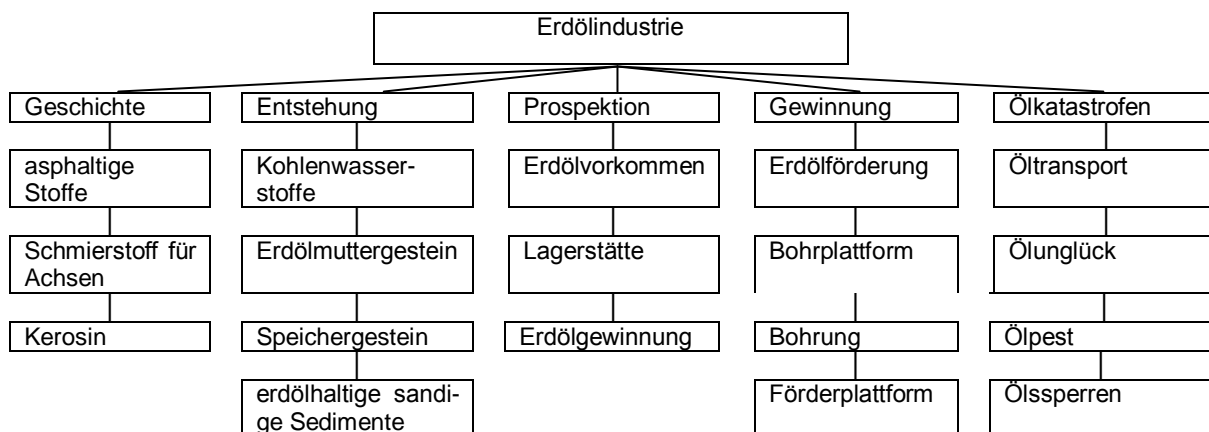 Erdölindustrie
Geschichte
asphaltige
Stoffe
Schmierstoff für
Achsen
Kerosin
Entstehung
Kohlenwasser-
stoffe
Erdölmuttergestein
Speichergestein
erdölhaltige sandi-
ge Sedimente
Prospektion
Erdölvorkommen
Lagerstätte
Erdölgewinnung
Gewinnung
Erdölförderung
Bohrplattform
Bohrung
Förderplattform
Ölkatastrofen
Öltransport
Ölunglück
Ölpest
Ölssperren